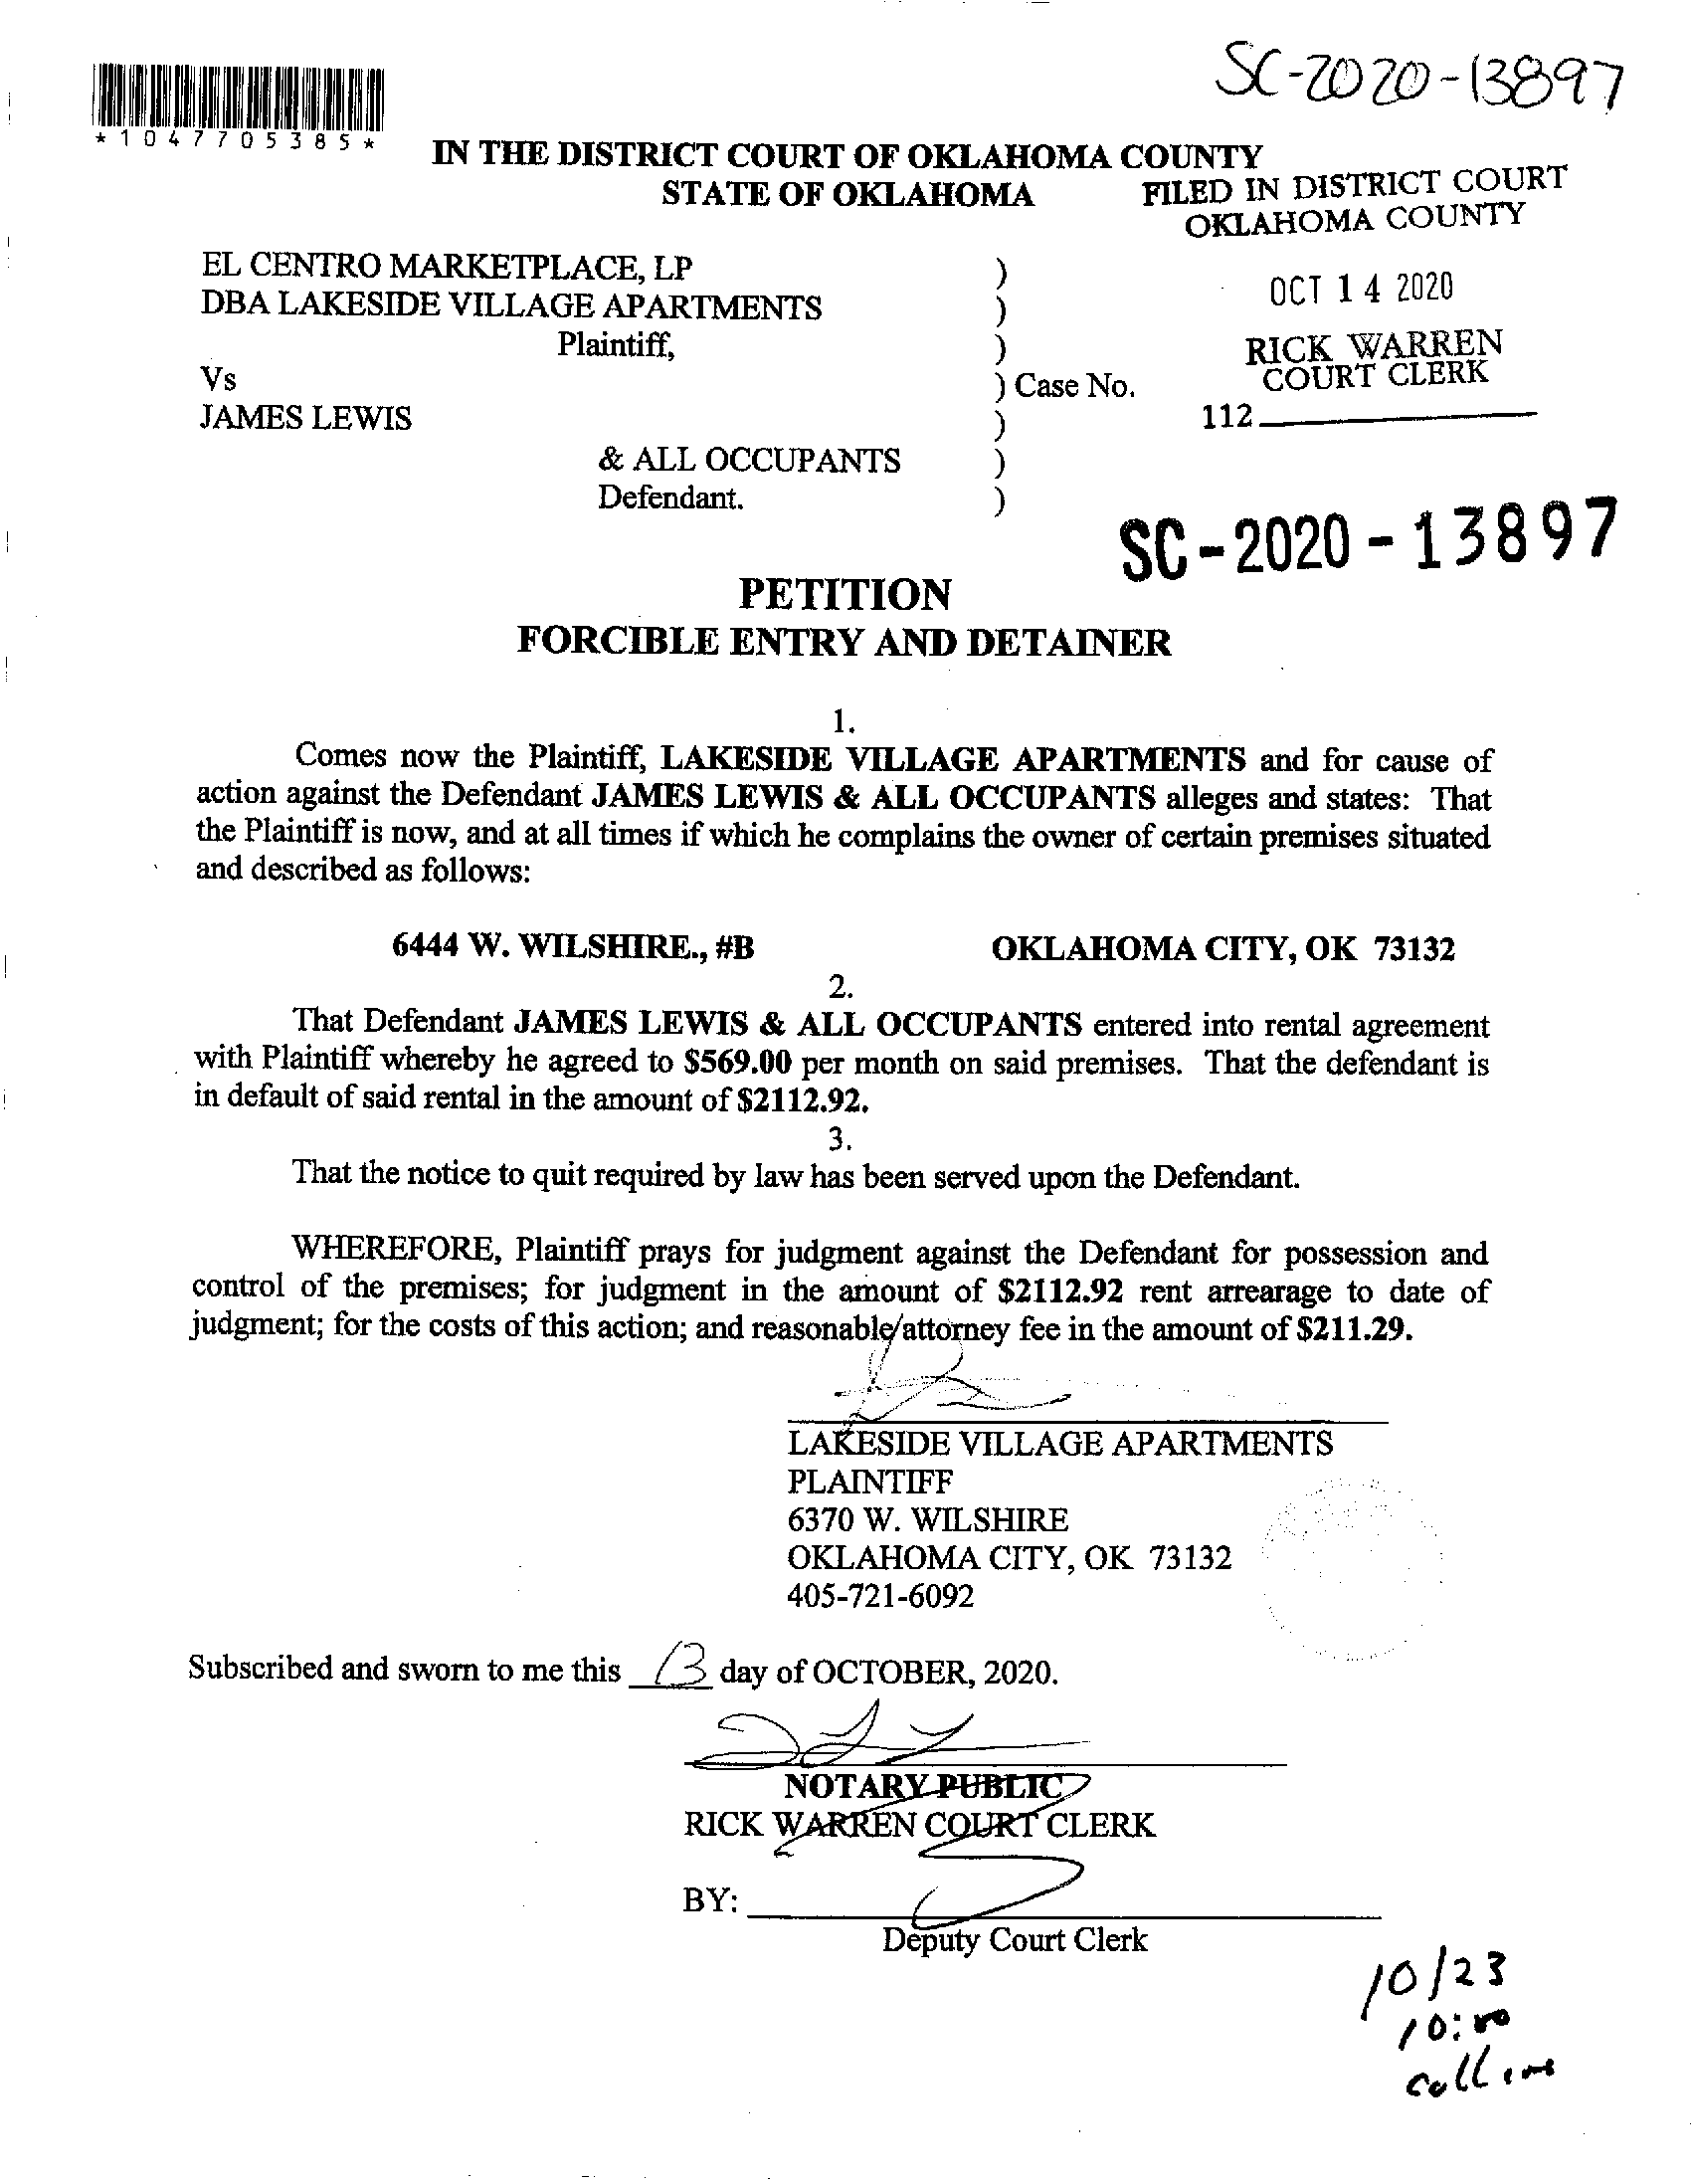 SC-2020-13897
*1047705385*
IN THE DISTRICT COURT OF OKLAHOMA COUNTY
STATE OF OKLAHOMA
FILED IN DISTRICT COURT
OKLAHOMA COUNTY
EL CENTRO MARKETPLACE, LP )
DBA LAKESIDE VILLAGE APARTMENTS )
OCT 14 2020
Plaintiff, )
RICK WARREN
COURT CLERK
Vs ) Case No.
JAMES LEWIS )
112
& ALL OCCUPANTS )
Defendant. )
SC-2020-13897
PETITION
FORCIBLE ENTRY AND DETAINER
1.
Comes now the Plaintiff, LAKESIDE VILLAGE APARTMENTS and for cause of
action against the Defendant JAMES LEWIS & ALL OCCUPANTS alleges and states: That
the Plaintiff is now, and at all times if which he complains the owner of certain premises situated
and described as follows:
6444 W. WILSHIRE., #B OKLAHOMA CITY, OK 73132
2.
That Defendant JAMES LEWIS & ALL OCCUPANTS entered into rental agreement
with Plaintiff whereby he agreed to $569.00 per month on said premises. That the defendant is
in default of said rental in the amount of $2112.92.
3.
That the notice to quit required by law has been served upon the Defendant.
WHEREFORE, Plaintiff prays for judgment against the Defendant for possession and
control of the premises; for judgment in the amount of $2112.92 rent arrearage to date of
judgment; for the costs of this action; and reasonable attorney fee in the amount of $211.29.
LAKESIDE VILLAGE APARTMENTS
PLAINTIFF
6370 W. WILSHIRE
OKLAHOMA CITY, OK 73132
405-721-6092
Subscribed and sworn to me this 13 day of OCTOBER, 2020.
NOTARY PUBLIC
RICK WARREN COURT CLERK
BY:
Deputy Court Clerk
10/23
10:00